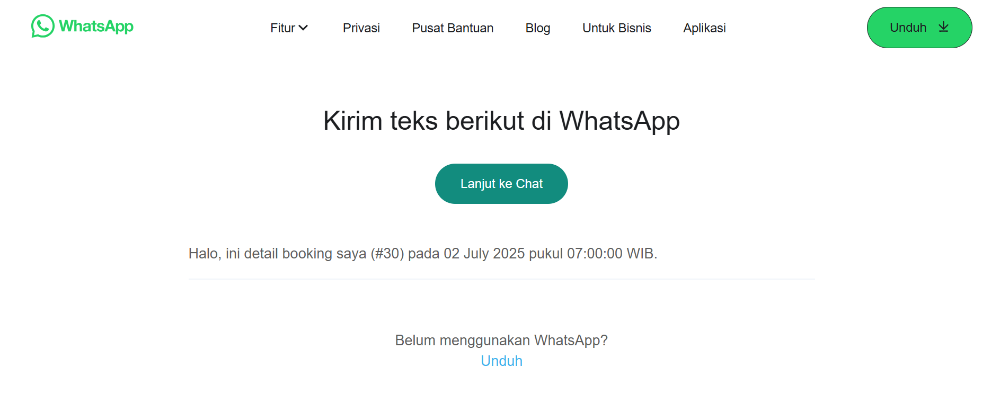 WhatsApp
Fitur
Privasi
Pusat Bantuan
Blog
Untuk Bisnis
Aplikasi
Unduh
Kirim teks berikut di WhatsApp
Lanjut ke Chat
Halo, ini detail booking saya (#30) pada 02 July 2025 pukul 07:00:00 WIB.
Belum menggunakan WhatsApp?
Unduh